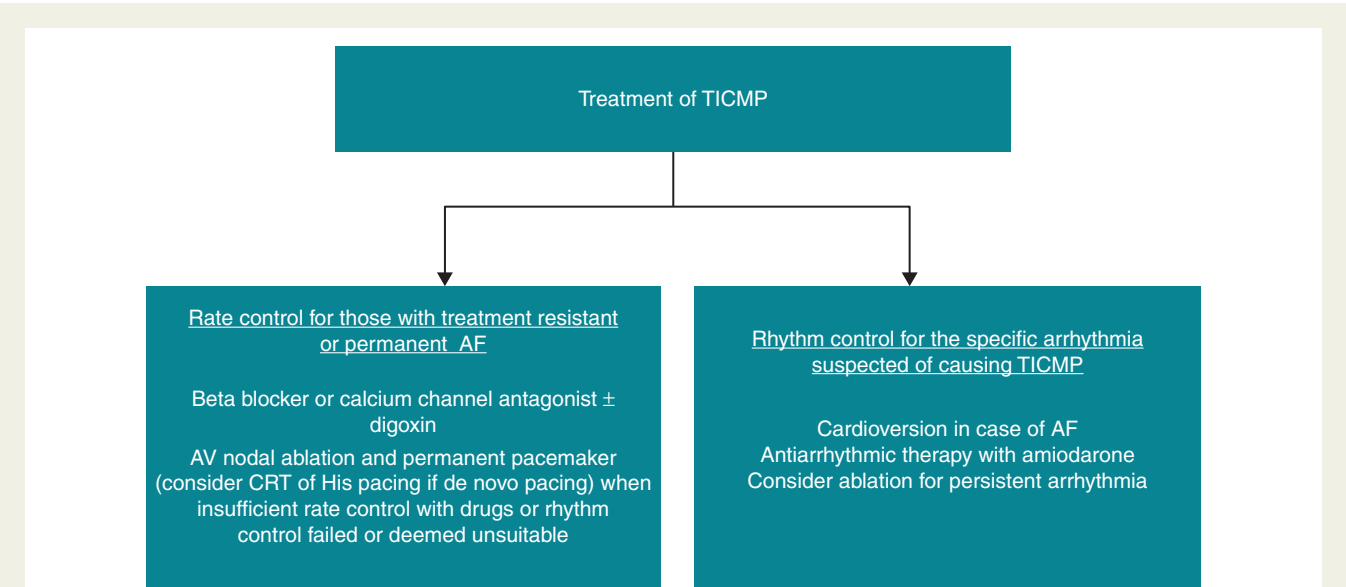 Treatment of TICMP
Rate control for those with treatment resistant
or permanent AF
Beta blocker or calcium channel antagonist ±
digoxin
AV nodal ablation and permanent pacemaker
(consider CRT of His pacing if de novo pacing) when
insufficient rate control with drugs or rhythm
control failed or deemed unsuitable
Rhythm control for the specific arrhythmia
suspected of causing TICMP
Cardioversion in case of AF
Antiarrhythmic therapy with amiodarone
Consider ablation for persistent arrhythmia